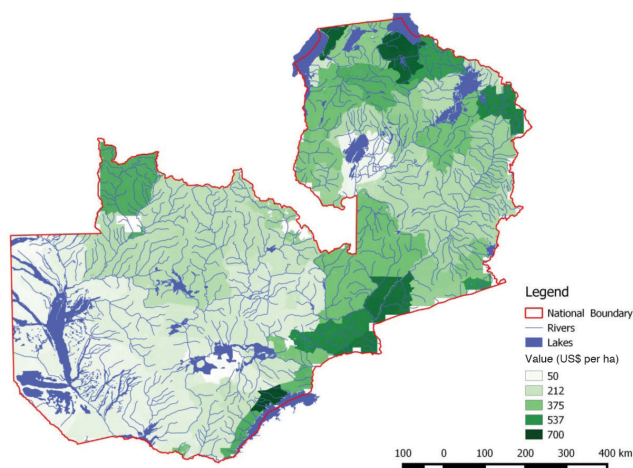 Legend
National Boundary
Rivers
Lakes
Value (US$ per ha)
50
212
375
537
700
100 0 100 200 300 400 km